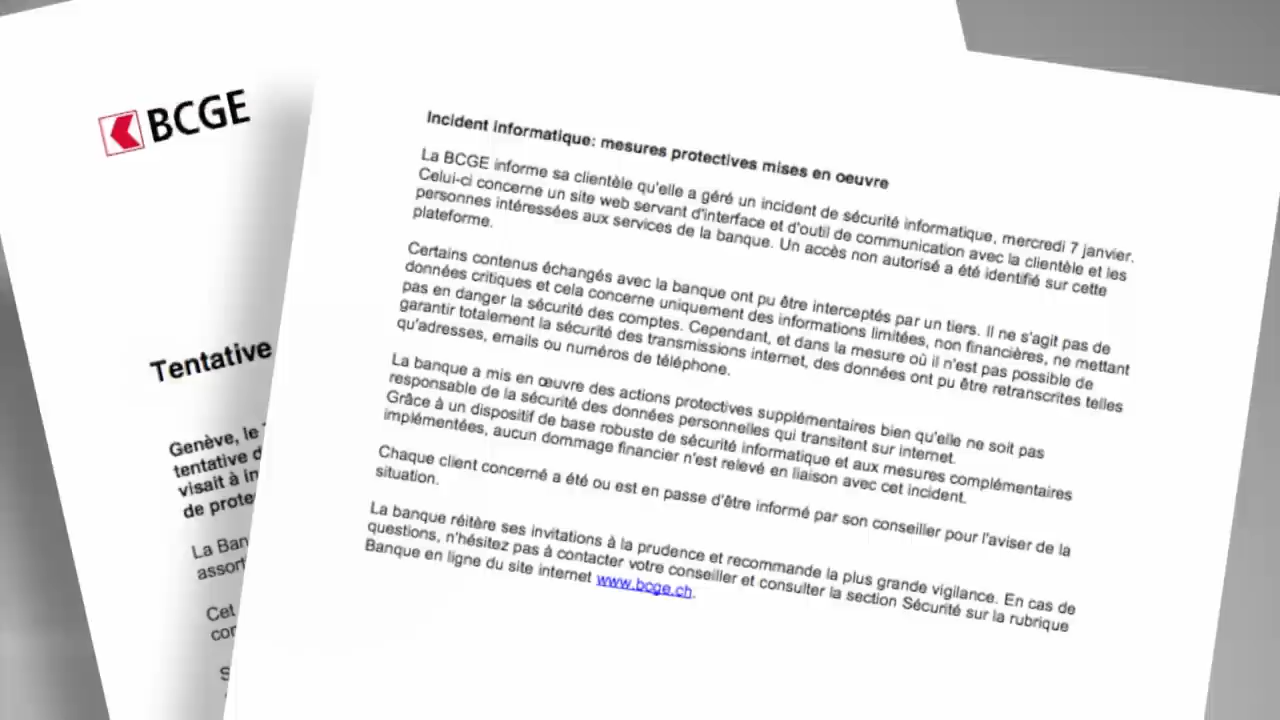 BCGE
Tentative
Genève, le
tentative
visait à
de
La
Cet
Incident informatique: mesures protectives mises en oeuvre
La BCGE informe sa clientèle qu'elle a géré un incident de sécurité informatique, mercredi 7 janvier.
Celui-ci concerne un site web servant d'interface et d'outil de communication avec la clientèle et les
personnes intéressées aux services de la banque. Un accès non autorisé a été identifié sur cette
plateforme.
Certains contenus échangés avec la banque ont pu être interceptés par un tiers. Il ne s'agit pas de
données critiques et cela concerne uniquement des informations limitées, non financières, ne mettant
pas en danger la sécurité des comptes. Cependant, et dans la mesure où il n'est pas possible de
garantir totalement la sécurité des transmissions internet, des données ont pu être retranscrites telles
qu'adresses, emails ou numéros de téléphone.
La banque a mis en œuvre des actions protectives supplémentaires bien qu'elle ne soit pas
responsable de la sécurité des données personnelles qui transitent sur internet.
Grâce à un dispositif de base robuste de sécurité informatique et aux mesures complémentaires
implémentées, aucun dommage financier n'est relevé en liaison avec cet incident.
Chaque client concerné a été ou est en passe d'être informé par son conseiller pour l'aviser de la
situation.
La banque réitère ses invitations à la prudence et recommande la plus grande vigilance. En cas de
questions, n'hésitez pas à contacter votre conseiller et consulter la section Sécurité sur la rubrique
Banque en ligne du site internet www.bcge.ch.